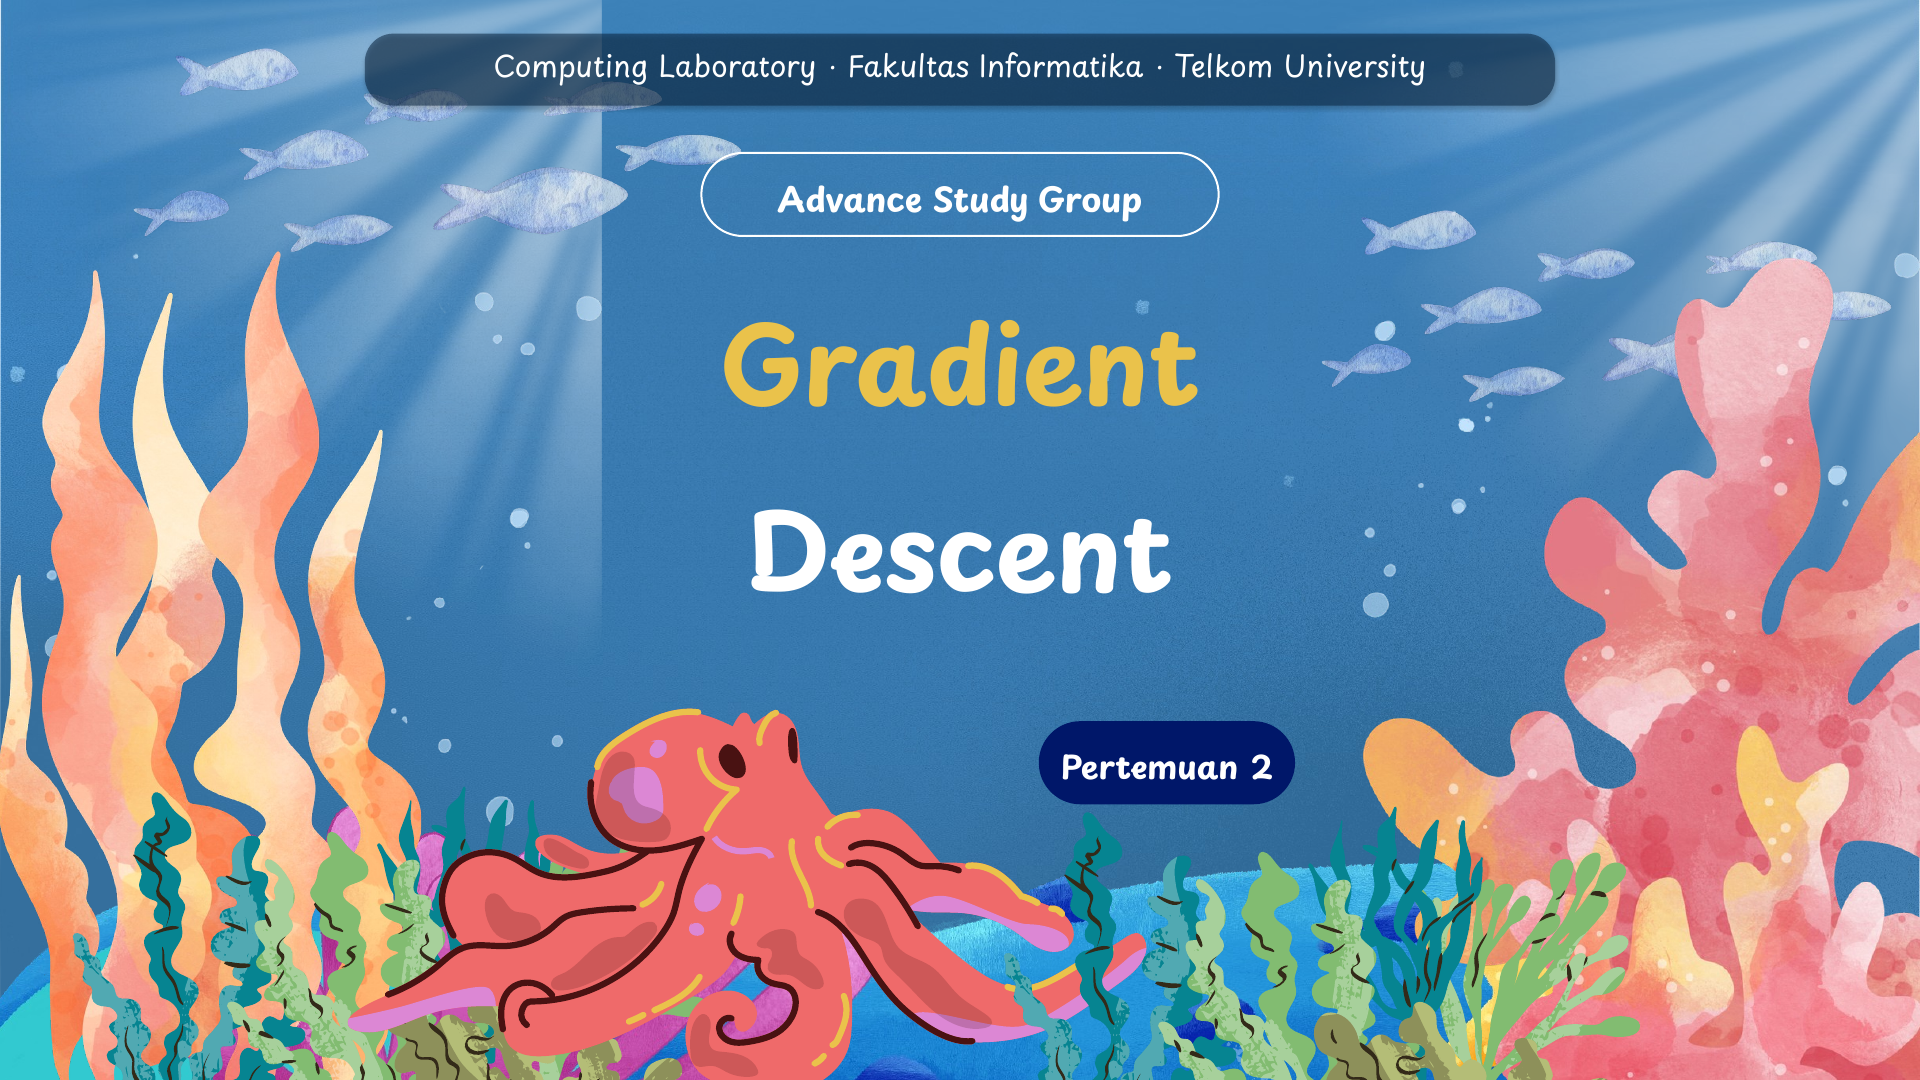 Computing Laboratory · Fakultas Informatika · Telkom University
Advance Study Group
Gradient
Descent
Pertemuan 2